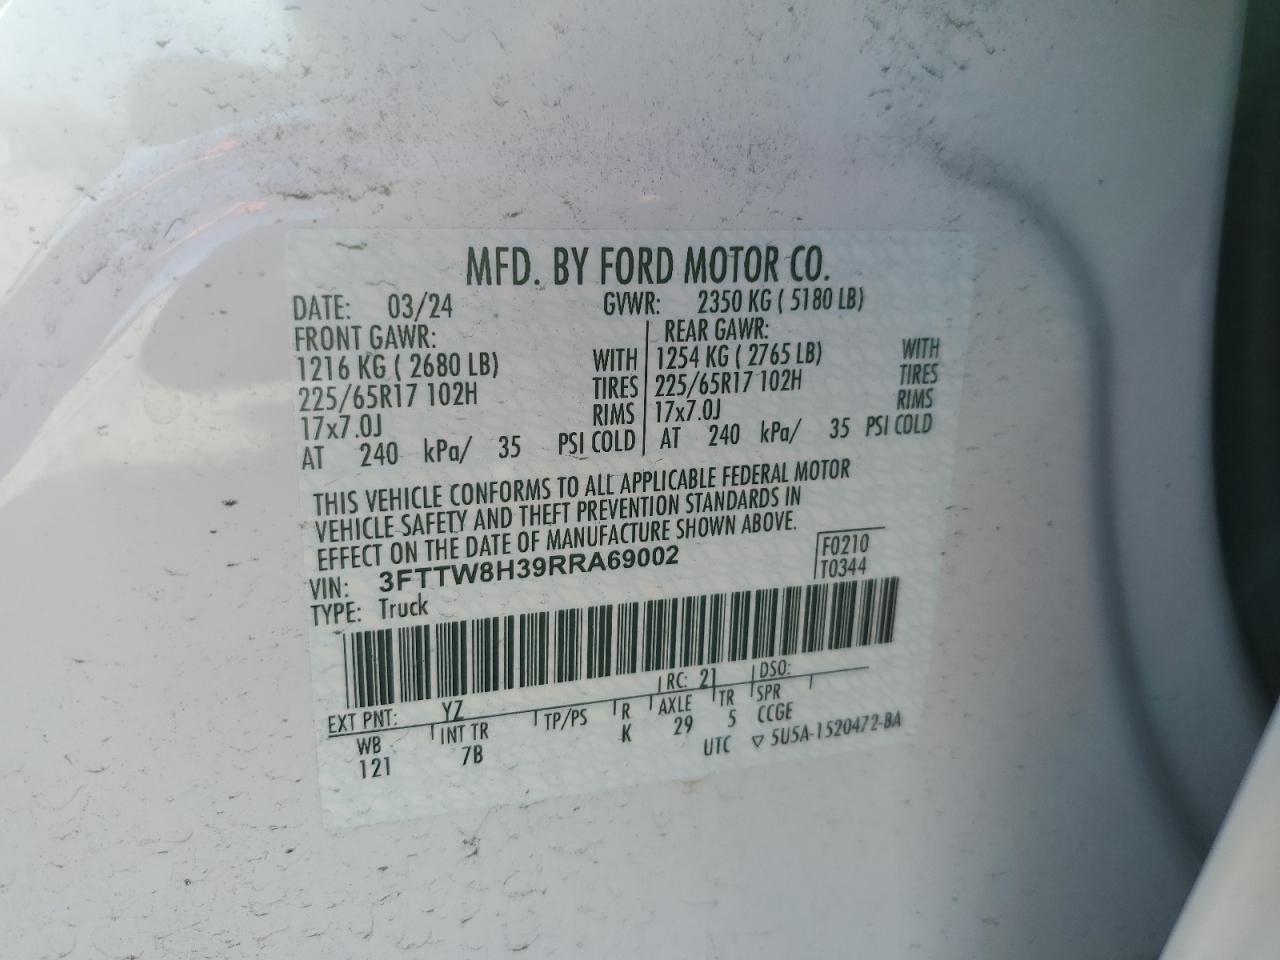 MFD. BY FORD MOTOR CO.
DATE: 03/24 GVWR: 2350 KG ( 5180 LB)
FRONT GAWR: REAR GAWR:
1216 KG ( 2680 LB) WITH 1254 KG ( 2765 LB) WITH
225/65R17 102H TIRES 225/65R17 102H TIRES
17x7.0J RIMS 17x7.0J RIMS
AT 240 kPa/ 35 PSI COLD AT 240 kPa/ 35 PSI COLD
THIS VEHICLE CONFORMS TO ALL APPLICABLE FEDERAL MOTOR
VEHICLE SAFETY AND THEFT PREVENTION STANDARDS IN
EFFECT ON THE DATE OF MANUFACTURE SHOWN ABOVE.
VIN: 3FTTW8H39RRA69002 F0210
TYPE: Truck T0344
EXT PNT: YZ RC: 21 DSO:
WB INT TR TP/PS R AXLE TR SPR
121 7B K 29 5 CCGE
UTC ▽ 5U5A-1520472-BA